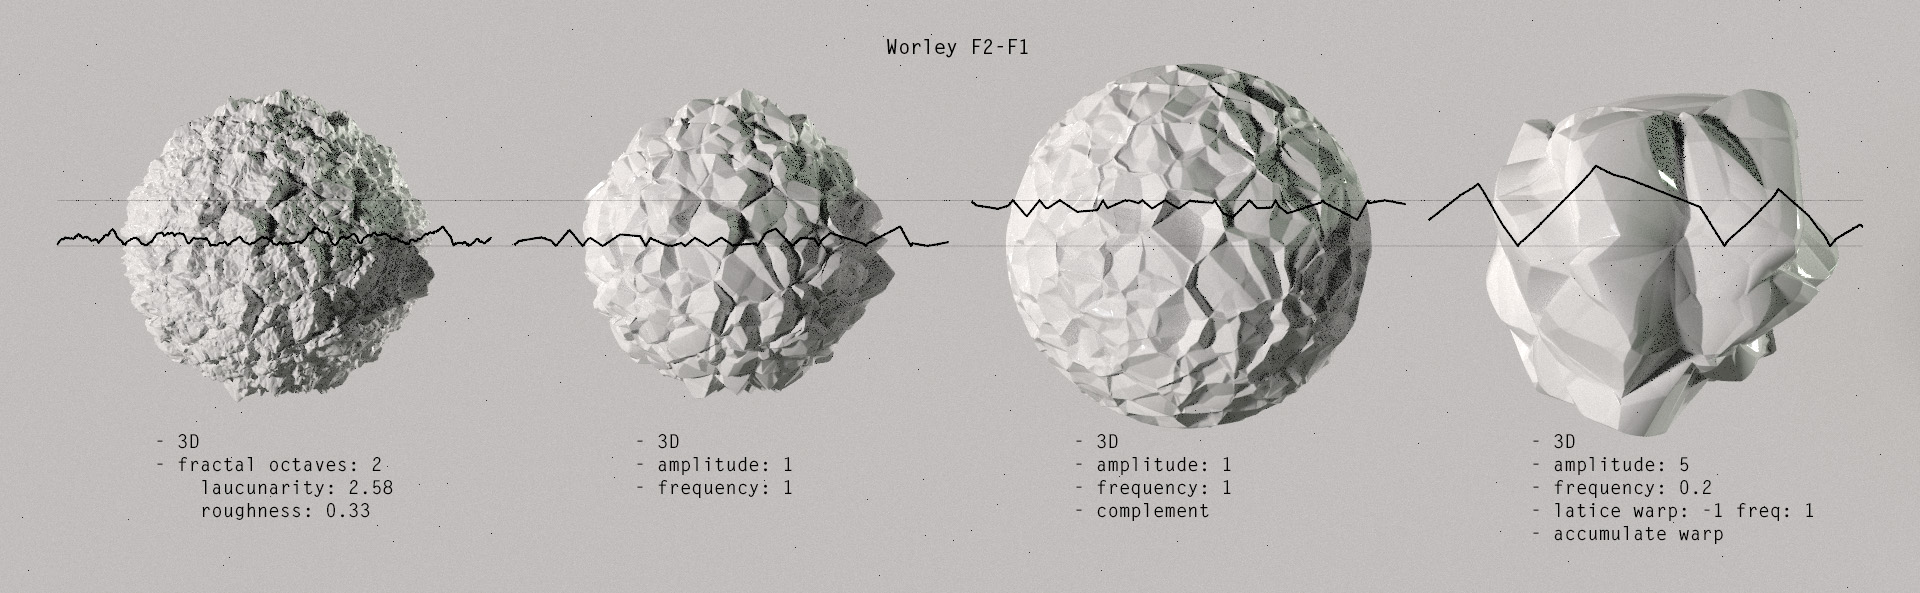 Worley F2-F1
- 3D
- fractal octaves: 2
laucunarity: 2.58
roughness: 0.33
- 3D
- amplitude: 1
- frequency: 1
- 3D
- amplitude: 1
- frequency: 1
- complement
- 3D
- amplitude: 5
- frequency: 0.2
- latice warp: -1 freq: 1
- accumulate warp